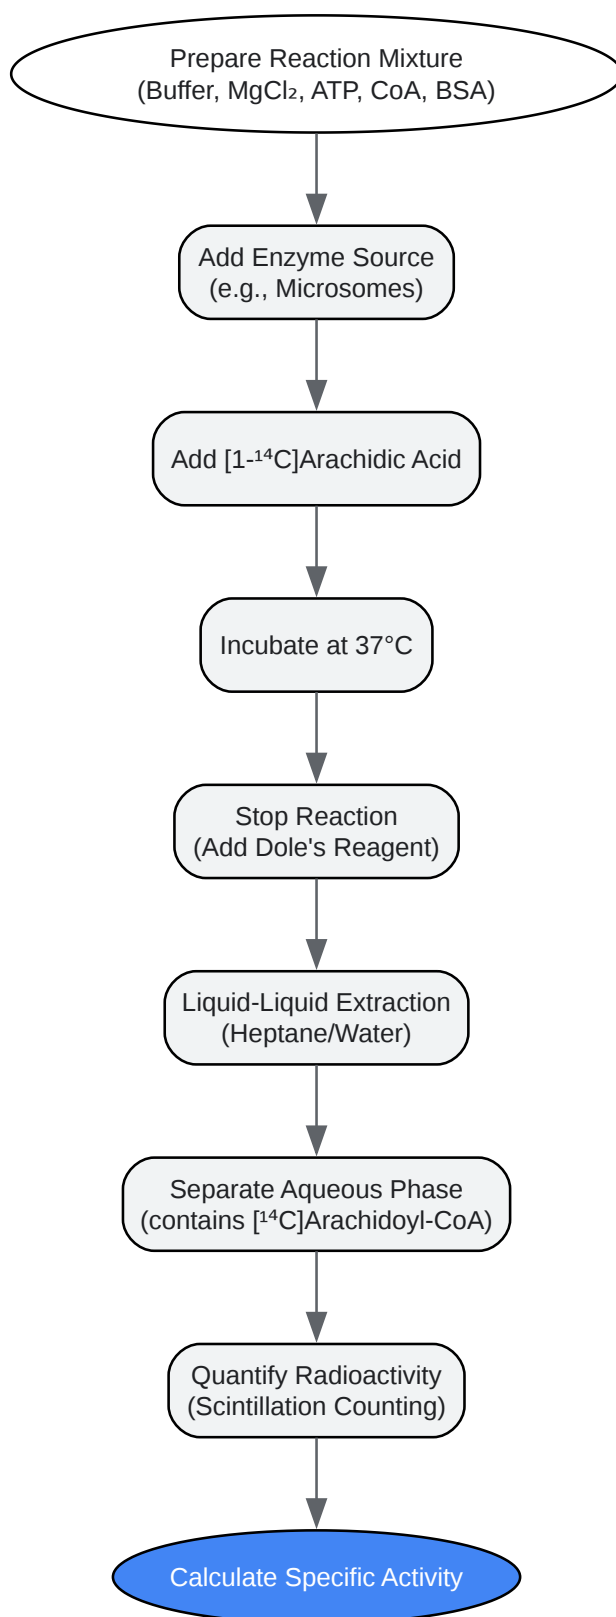 Prepare Reaction Mixture
(Buffer, MgCl₂, ATP, CoA, BSA)
Add Enzyme Source
(e.g., Microsomes)
Add [1-¹⁴C]Arachidic Acid
Incubate at 37°C
Stop Reaction
(Add Dole's Reagent)
Liquid-Liquid Extraction
(Heptane/Water)
Separate Aqueous Phase
(contains [¹⁴C]Arachidoyl-CoA)
Quantify Radioactivity
(Scintillation Counting)
Calculate Specific Activity